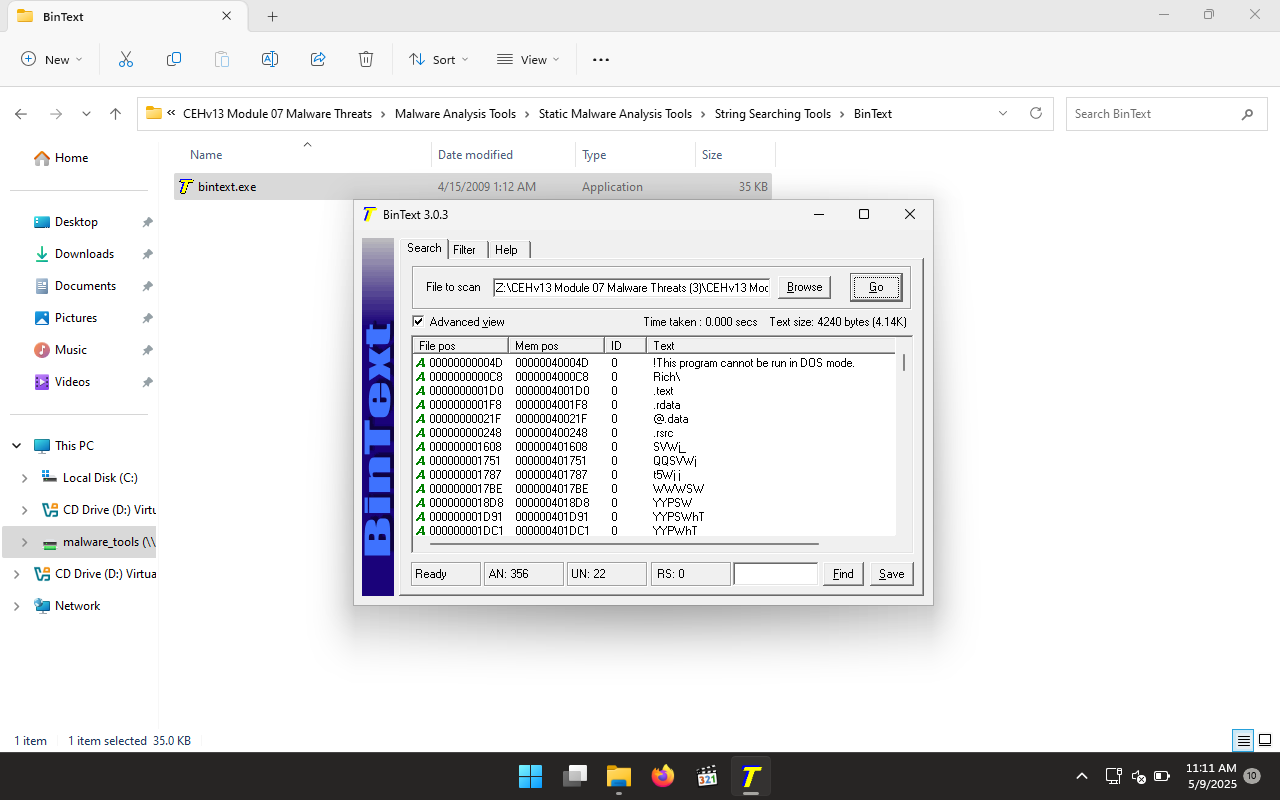 BinText
New
Sort
View
« CEHv13 Module 07 Malware Threats > Malware Analysis Tools > Static Malware Analysis Tools > String Searching Tools > BinText
Search BinText
Home
Desktop
Downloads
Documents
Pictures
Music
Videos
This PC
Local Disk (C:)
CD Drive (D:) Virtu
malware_tools (\\
CD Drive (D:) Virtua
Network
Name Date modified Type Size
bintext.exe 4/15/2009 1:12 AM Application 35 KB
BinText 3.0.3
BinText
Search Filter Help
File to scan Z:\CEHv13 Module 07 Malware Threats (3)\CEHv13 Moc Browse Go
Advanced view Time taken : 0.000 secs Text size: 4240 bytes (4.14K)
File pos Mem pos ID Text
A 00000000004D 00000040004D 0 !This program cannot be run in DOS mode.
A 0000000000C8 0000004000C8 0 Rich\
A 0000000001D0 0000004001D0 0 .text
A 0000000001F8 0000004001F8 0 .rdata
A 00000000021F 00000040021F 0 @.data
A 000000000248 000000400248 0 .rsrc
A 000000001608 000000401608 0 SVWj_
A 000000001751 000000401751 0 QQSVWj
A 000000001787 000000401787 0 t5Wj j
A 0000000017BE 0000004017BE 0 WWWSW
A 0000000018D8 0000004018D8 0 YYPSW
A 000000001D91 000000401D91 0 YYPSWhT
A 000000001DC1 000000401DC1 0 YYPWhT
Ready AN: 356 UN: 22 RS: 0 Find Save
1 item 1 item selected 35.0 KB
321
11:11 AM
5/9/2025
10